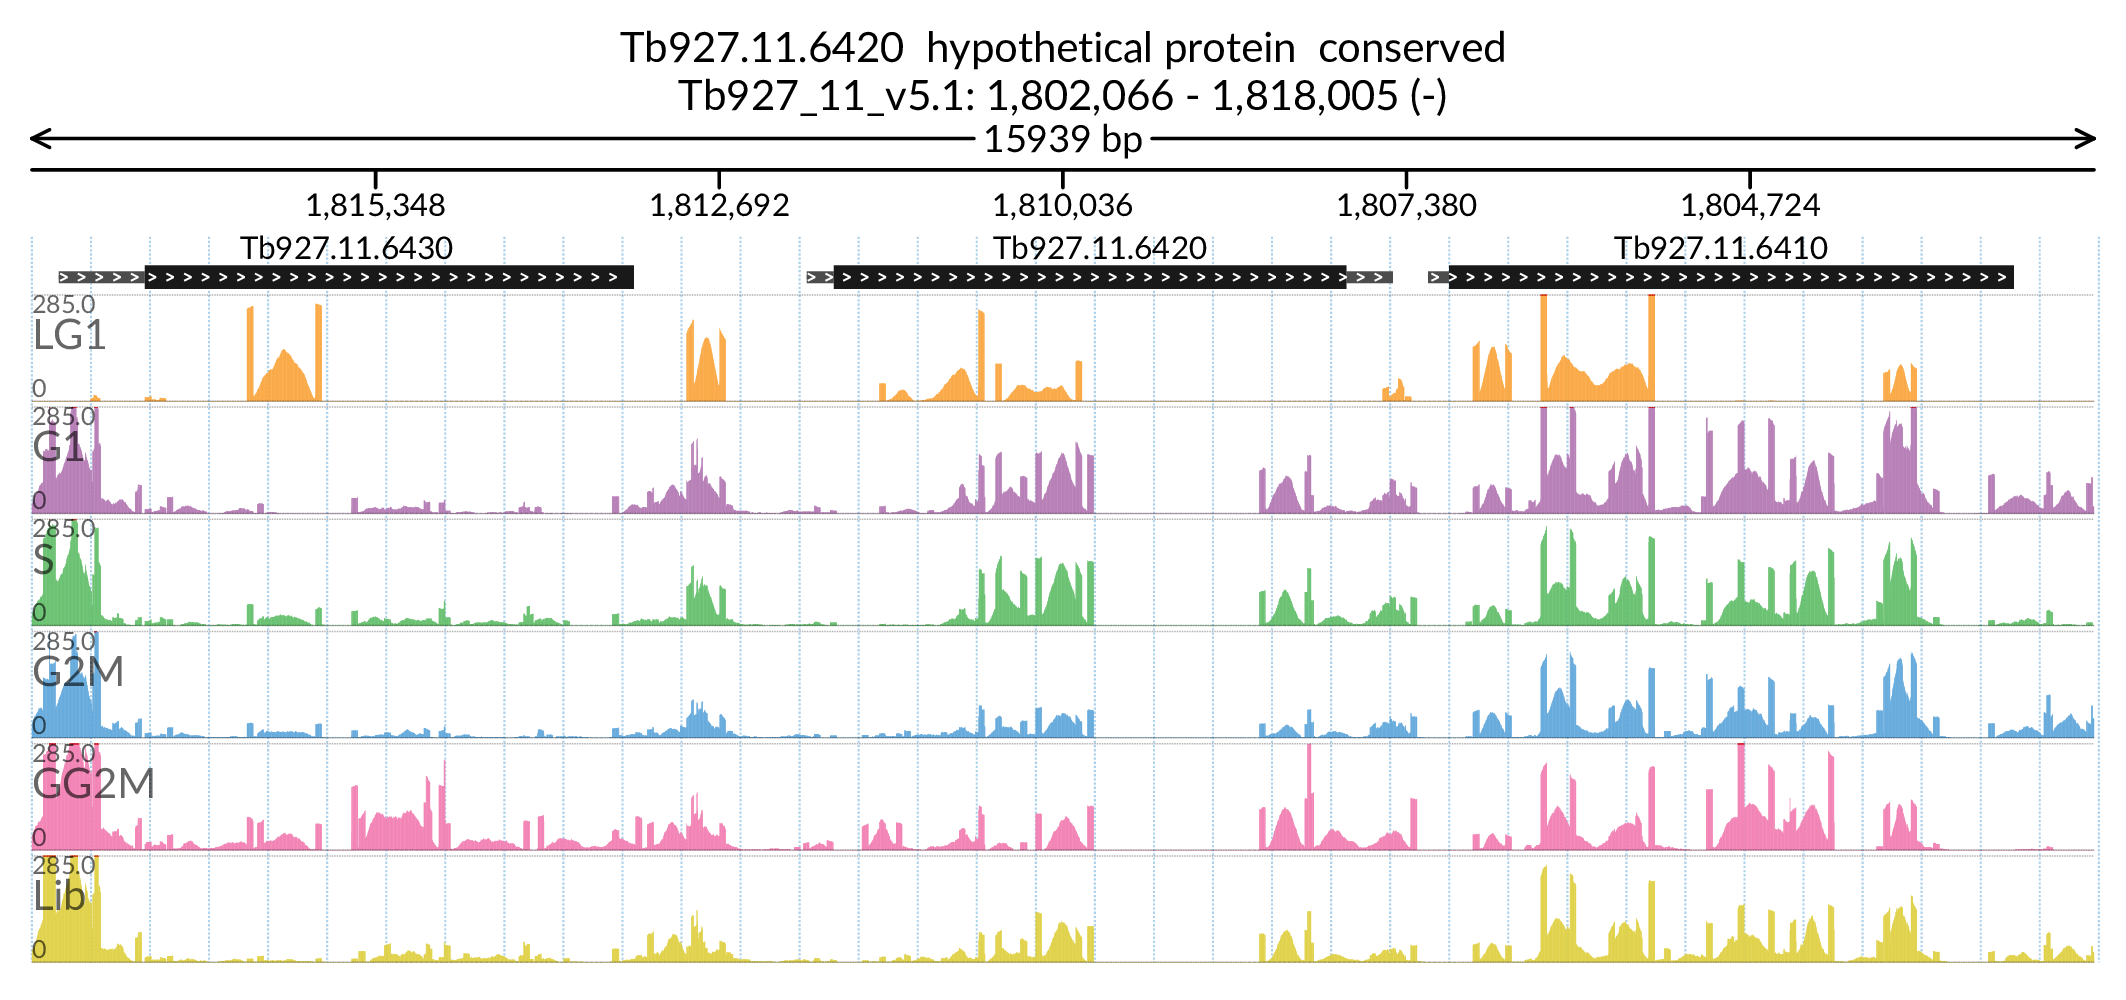 Tb927.11.6420 hypothetical protein conserved
Tb927_11_v5.1: 1,802,066 - 1,818,005 (-)
15939 bp
1,815,348 1,812,692 1,810,036 1,807,380 1,804,724
Tb927.11.6430 Tb927.11.6420 Tb927.11.6410
285.0
LG1
0
285.0
G1
0
285.0
S
0
285.0
G2M
0
285.0
GG2M
0
285.0
Lib
0